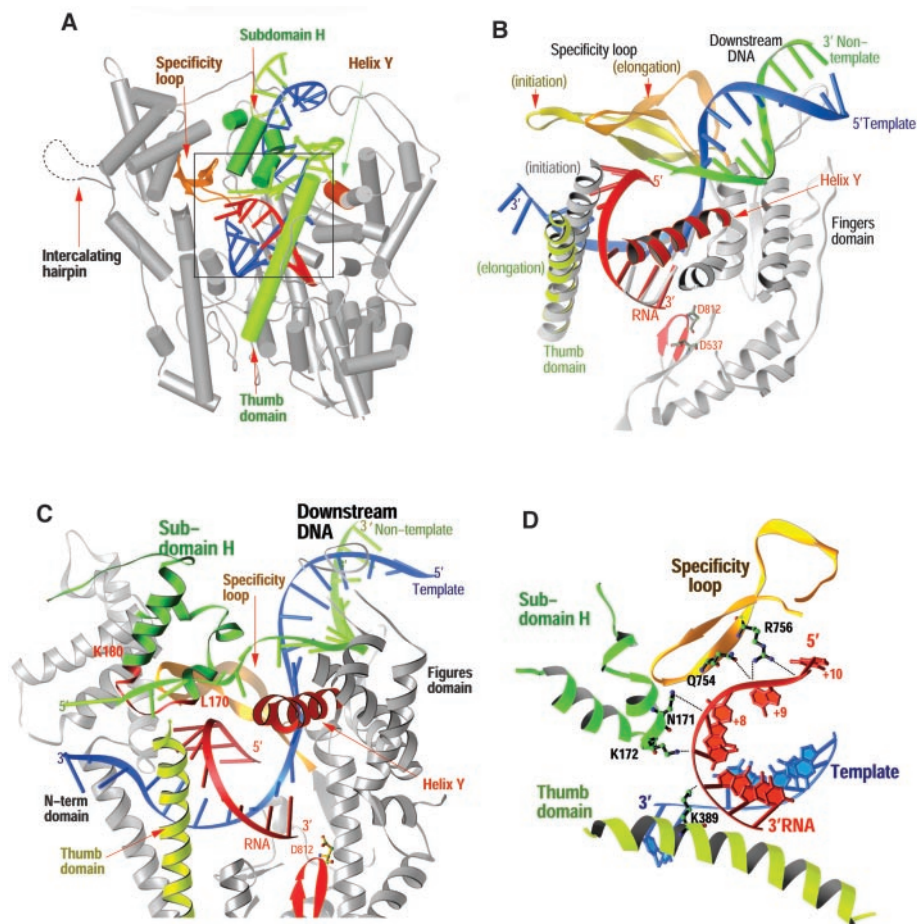 A
Subdomain H
Specificity
loop
Helix Y
Intercalating
hairpin
Thumb
domain
B
Specificity loop
(initiation)
(elongation)
Downstream
DNA
3′ Non-
template
5′Template
(initiation)
5′
3′
Helix Y
Fingers
domain
(elongation)
3′
RNA
D812
D537
Thumb
domain
C
Sub-
domain H
Downstream
DNA
3′ Non-template
5′
Template
Specificity
loop
K180
L170
5′
Figures
domain
5′
3′
N-term
domain
Helix Y
Thumb
domain
RNA
3′
D812
D
Specificity
loop
Sub-
domain H
R756
5′
Q754
+10
N171
+8
+9
K172
Template
Thumb
domain
3′
K389
3′RNA